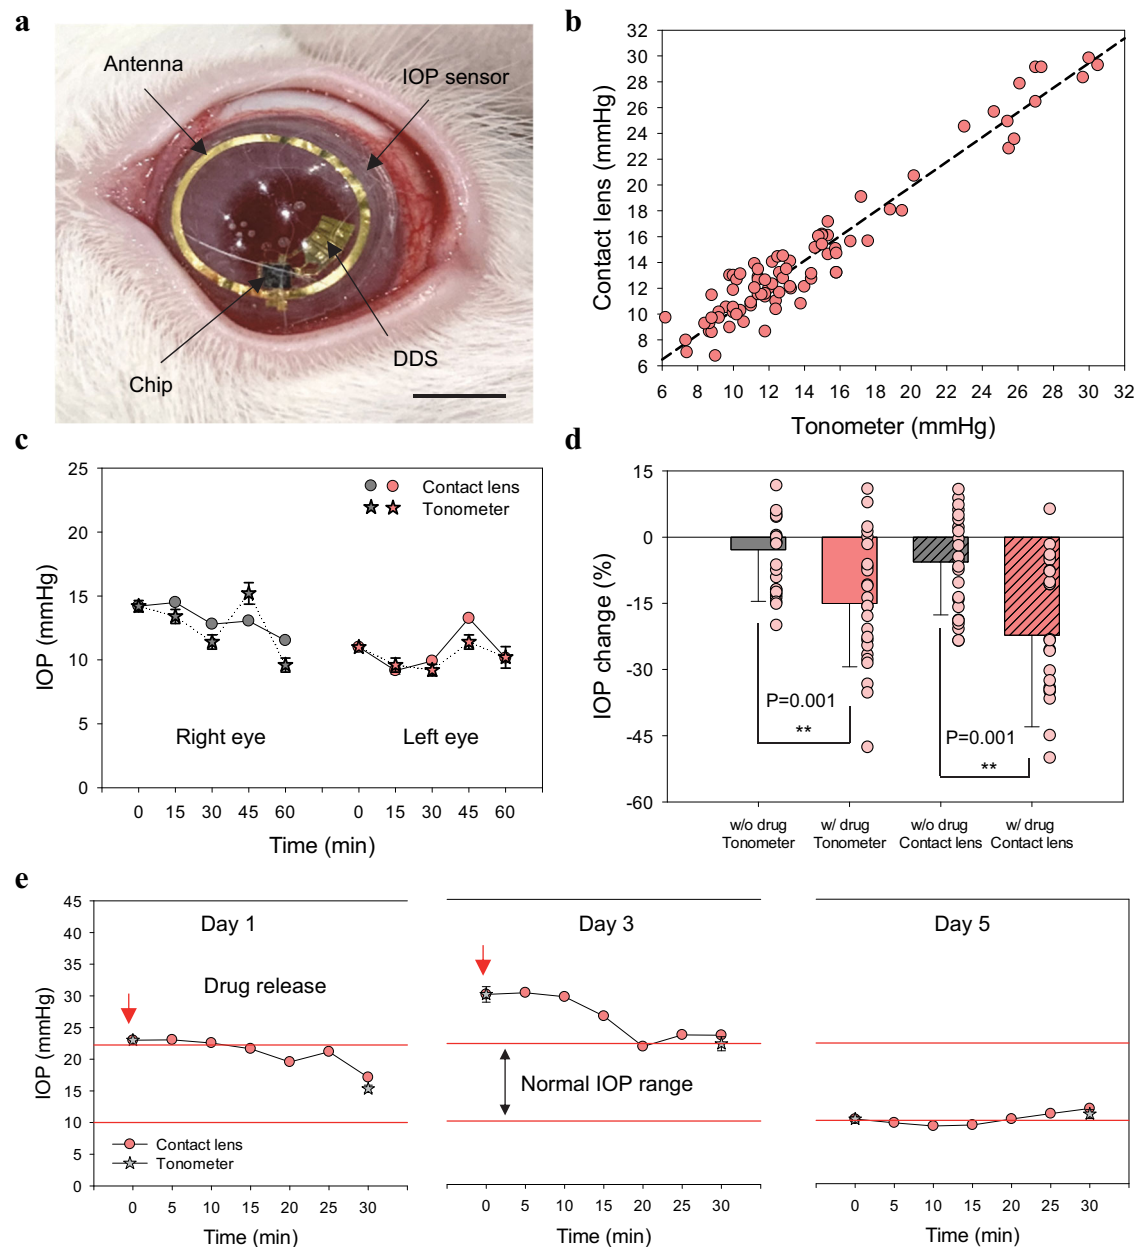 a
Antenna
IOP sensor
Chip
DDS
b
Contact lens (mmHg)
32
30
28
26
24
22
20
18
16
14
12
10
8
6
6 8 10 12 14 16 18 20 22 24 26 28 30 32
Tonometer (mmHg)
c
IOP (mmHg)
25
20
15
10
5
0
Contact lens
Tonometer
Right eye
Left eye
0 15 30 45 60 0 15 30 45 60
Time (min)
d
IOP change (%)
15
0
-15
-30
-45
-60
P=0.001
**
P=0.001
**
w/o drug w/ drug w/o drug w/ drug
Tonometer Tonometer Contact lens Contact lens
e
IOP (mmHg)
45
40
35
30
25
20
15
10
5
0
Day 1
Drug release
Contact lens
Tonometer
0 5 10 15 20 25 30
Time (min)
Day 3
Normal IOP range
0 5 10 15 20 25 30
Time (min)
Day 5
0 5 10 15 20 25 30
Time (min)